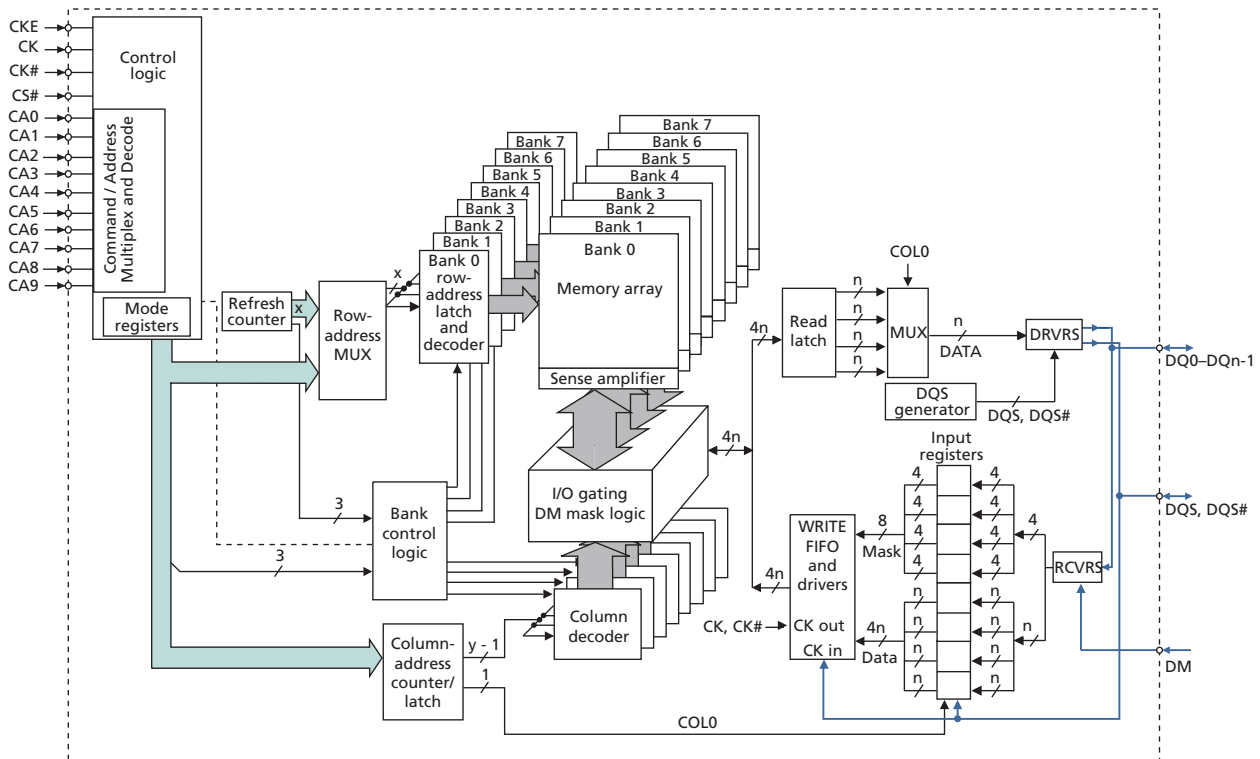 CKE
CK
CK#
CS#
CA0
CA1
CA2
CA3
CA4
CA5
CA6
CA7
CA8
CA9
Control
logic
Command / Address
Multiplex and Decode
Mode
registers
Refresh
counter
x
Row-
address
MUX
x
Bank 7
Bank 6
Bank 5
Bank 4
Bank 3
Bank 2
Bank 1
Bank 0
row-
address
latch
and
decoder
Bank 7
Bank 6
Bank 5
Bank 4
Bank 3
Bank 2
Bank 1
Bank 0
Memory array
Sense amplifier
3
3
Bank
control
logic
I/O gating
DM mask logic
Column
decoder
Column-
address
counter/
latch
y - 1
1
COL0
4n
4n
4n
Read
latch
n
n
n
n
COL0
MUX
n
DATA
DRVRS
DQS
generator
DQS, DQS#
DQ0–DQn-1
DQS, DQS#
DM
Input
registers
4
4
4
4
n
n
n
n
4
4
4
4
n
n
n
n
4
n
RCVRS
8
Mask
4n
Data
WRITE
FIFO
and
drivers
CK out
CK in
CK, CK#